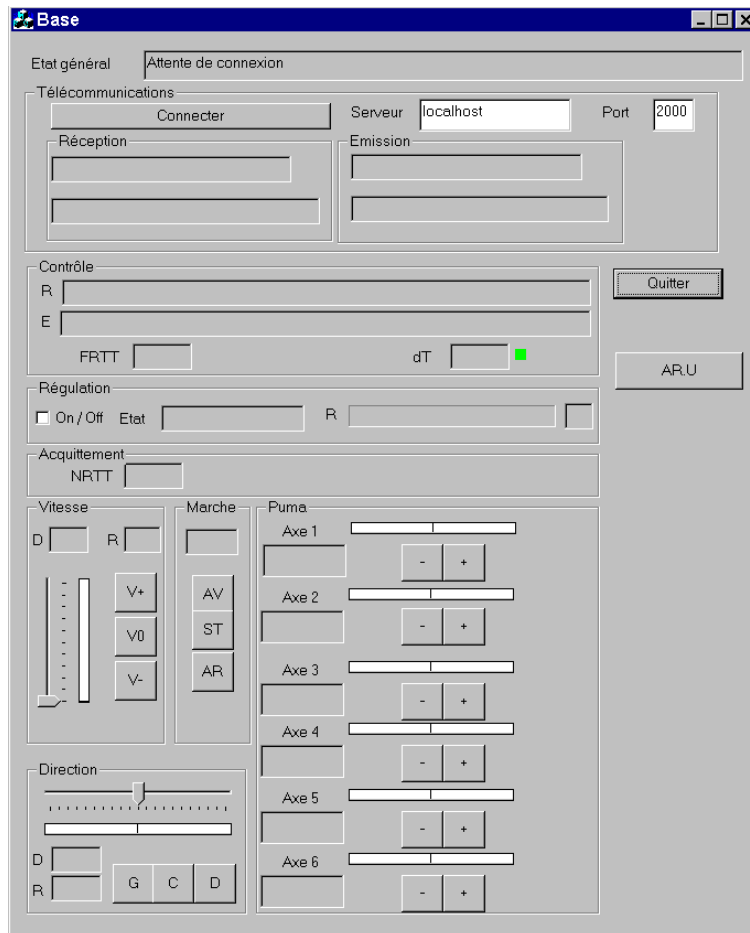 Base
Etat général Attente de connexion
Télécommunications
Connecter Serveur localhost Port 2000
Réception Emission
Contrôle
R
E
FRTT dT
Quitter
AR.U
Régulation
On / Off Etat R
Acquittement
NRTT
Vitesse
D R
V+
V0
V-
Marche
AV
ST
AR
Puma
Axe 1
- +
Axe 2
- +
Axe 3
- +
Axe 4
- +
Axe 5
- +
Axe 6
- +
Direction
D
R
G C D